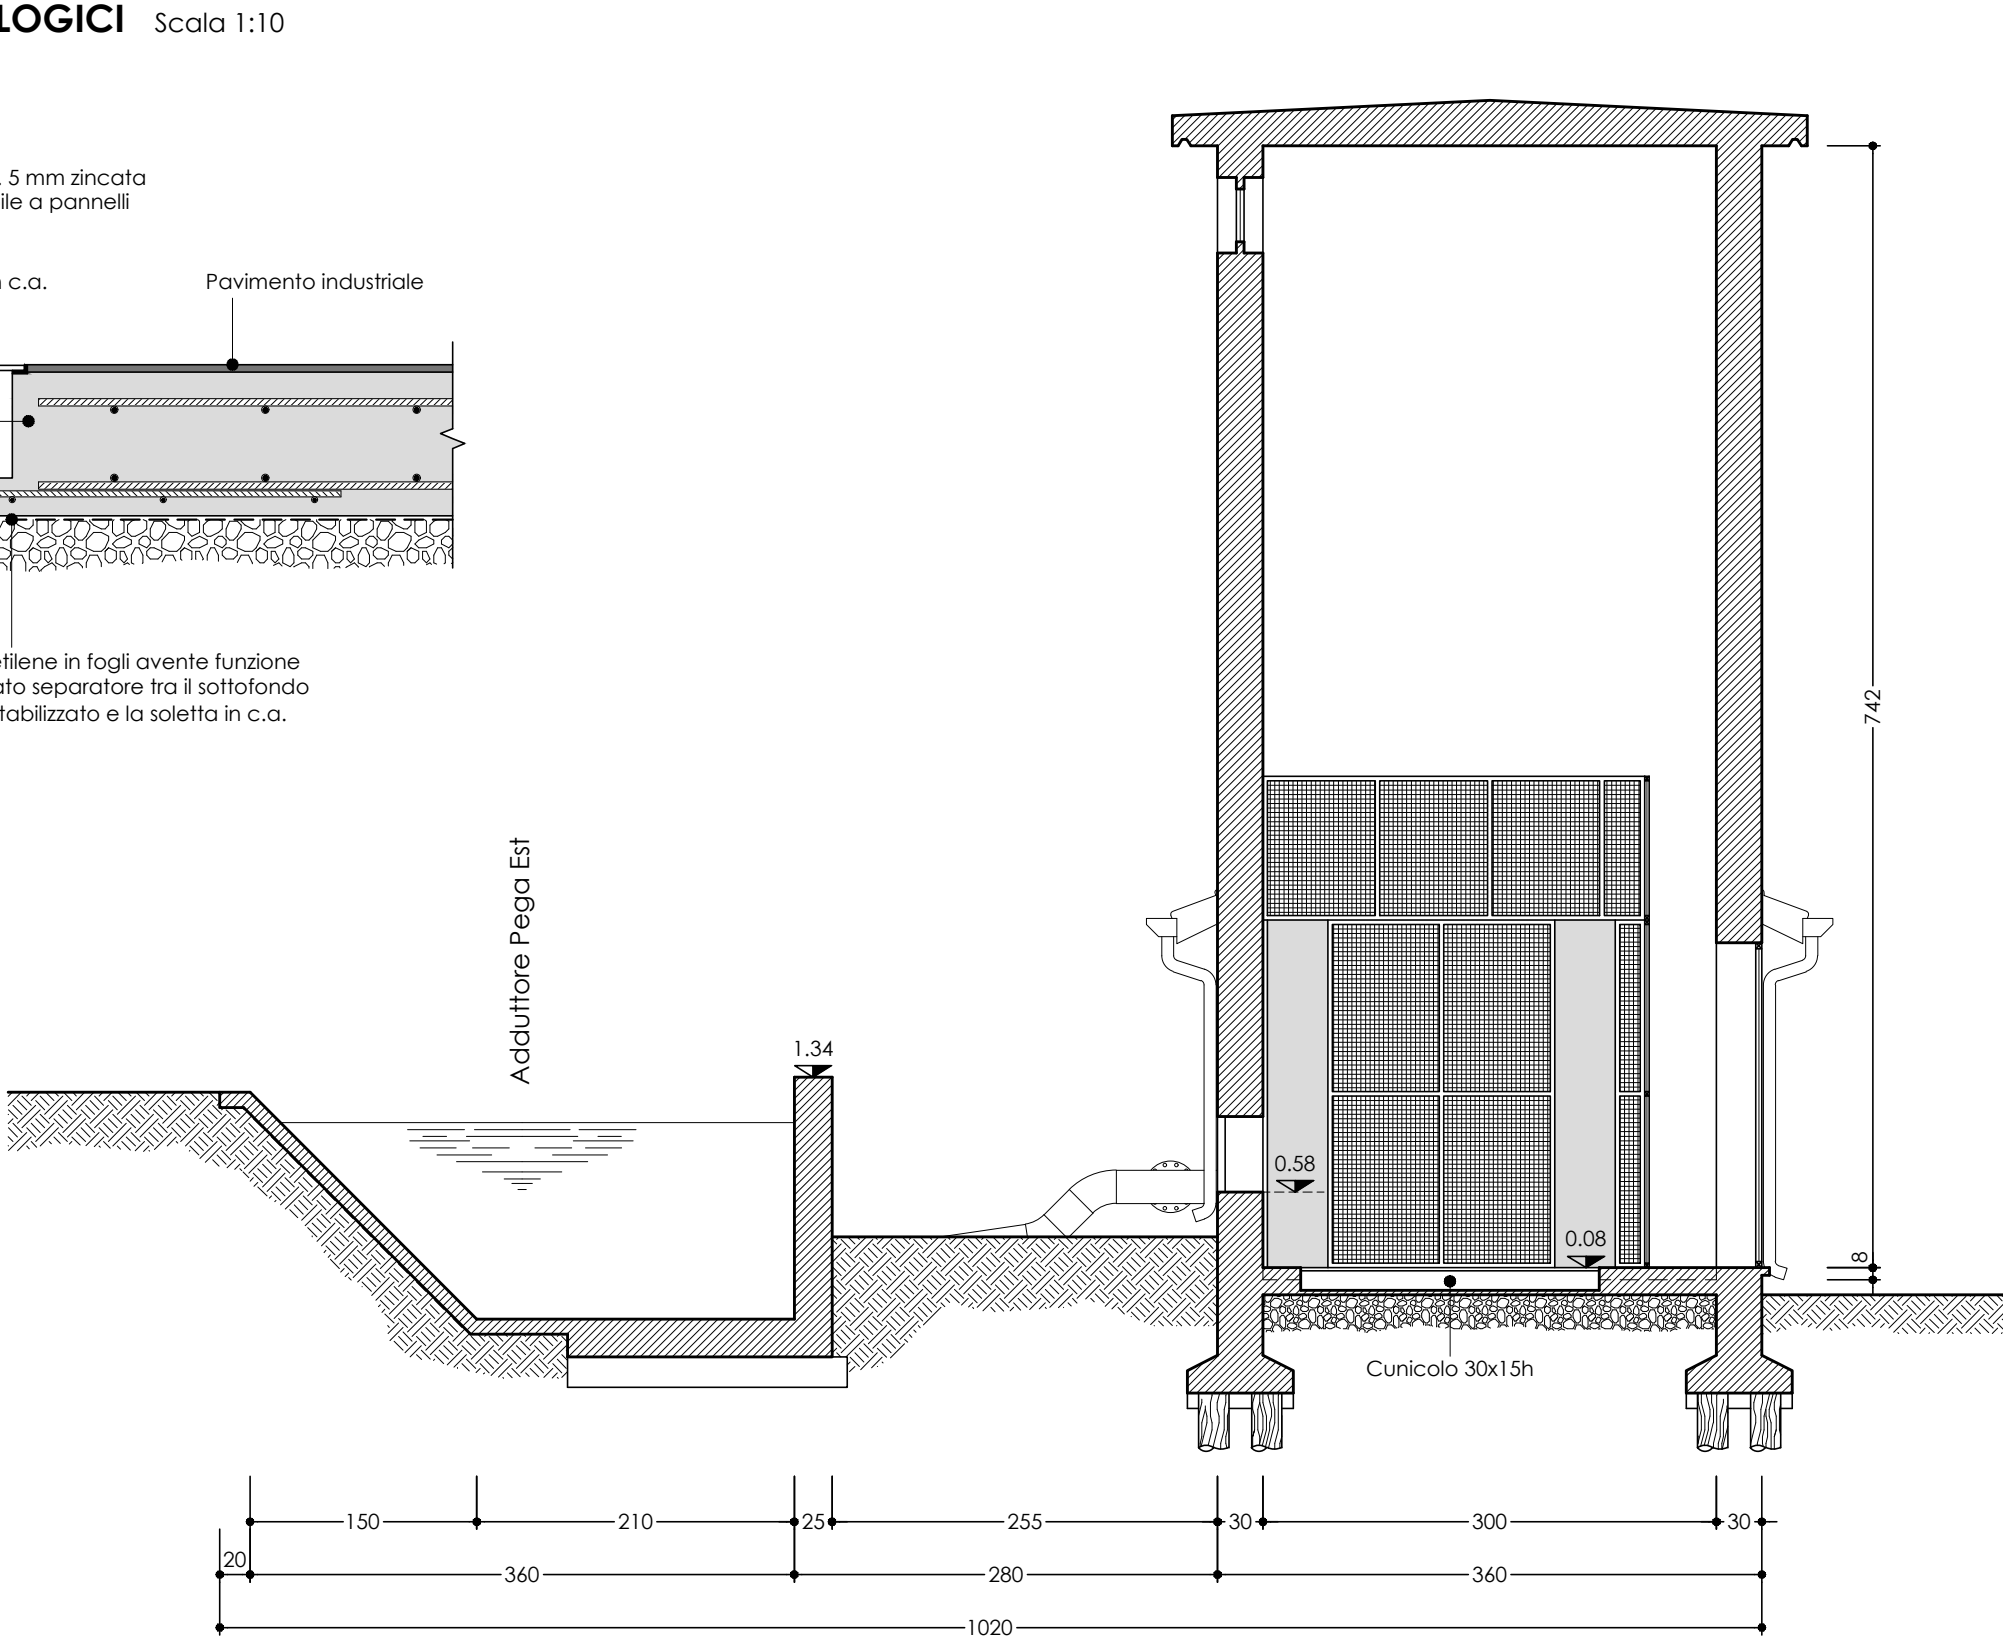 LOGICI Scala 1:10
5 mm zincata
ile a pannelli
c.a.
Pavimento industriale
etilene in fogli avente funzione
ato separatore tra il sottofondo
tabilizzato e la soletta in c.a.
742
Adduttore Pega Est
1.34
0.58
0.08
8
Cunicolo 30x15h
150 210 25 255 30 300 30
20 360 280 360
1020